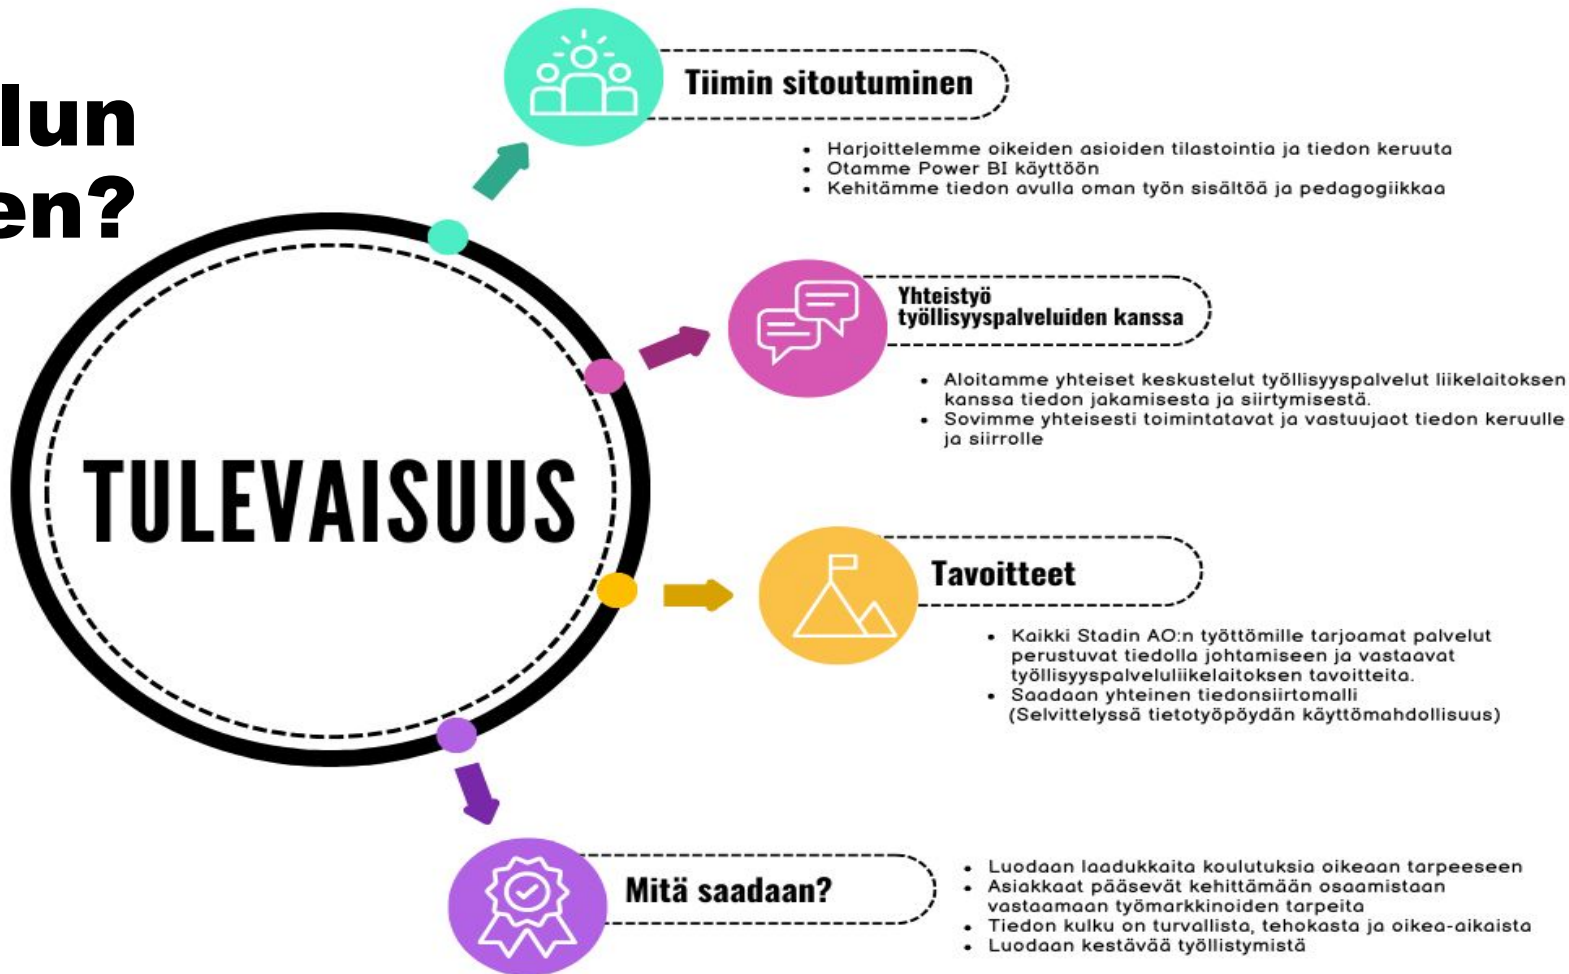 lun
en?
Tiimin sitoutuminen
• Harjoittelemme oikeiden asioiden tilastointia ja tiedon keruuta
• Otamme Power BI käyttöön
• Kehitämme tiedon avulla oman työn sisältöä ja pedagogiikkaa
Yhteistyö
työllisyyspalveluiden kanssa
• Aloitamme yhteiset keskustelut työllisyyspalvelut liikelaitoksen
kanssa tiedon jakamisesta ja siirtymisestä.
• Sovimme yhteisesti toimintatavat ja vastuujaot tiedon keruulle
ja siirrolle
TULEVAISUUS
Tavoitteet
• Kaikki Stadin AO:n työttömille tarjoamat palvelut
perustuvat tiedolla johtamiseen ja vastaavat
työllisyyspalveluliikelaitoksen tavoitteita.
• Saadaan yhteinen tiedonsiirtomalli
(Selvittelyssä tietotyöpöydän käyttömahdollisuus)
Mitä saadaan?
• Luodaan laadukkaita koulutuksia oikeaan tarpeeseen
• Asiakkaat pääsevät kehittämään osaamistaan
vastaamaan työmarkkinoiden tarpeita
• Tiedon kulku on turvallista, tehokasta ja oikea-aikaista
• Luodaan kestävää työllistymistä